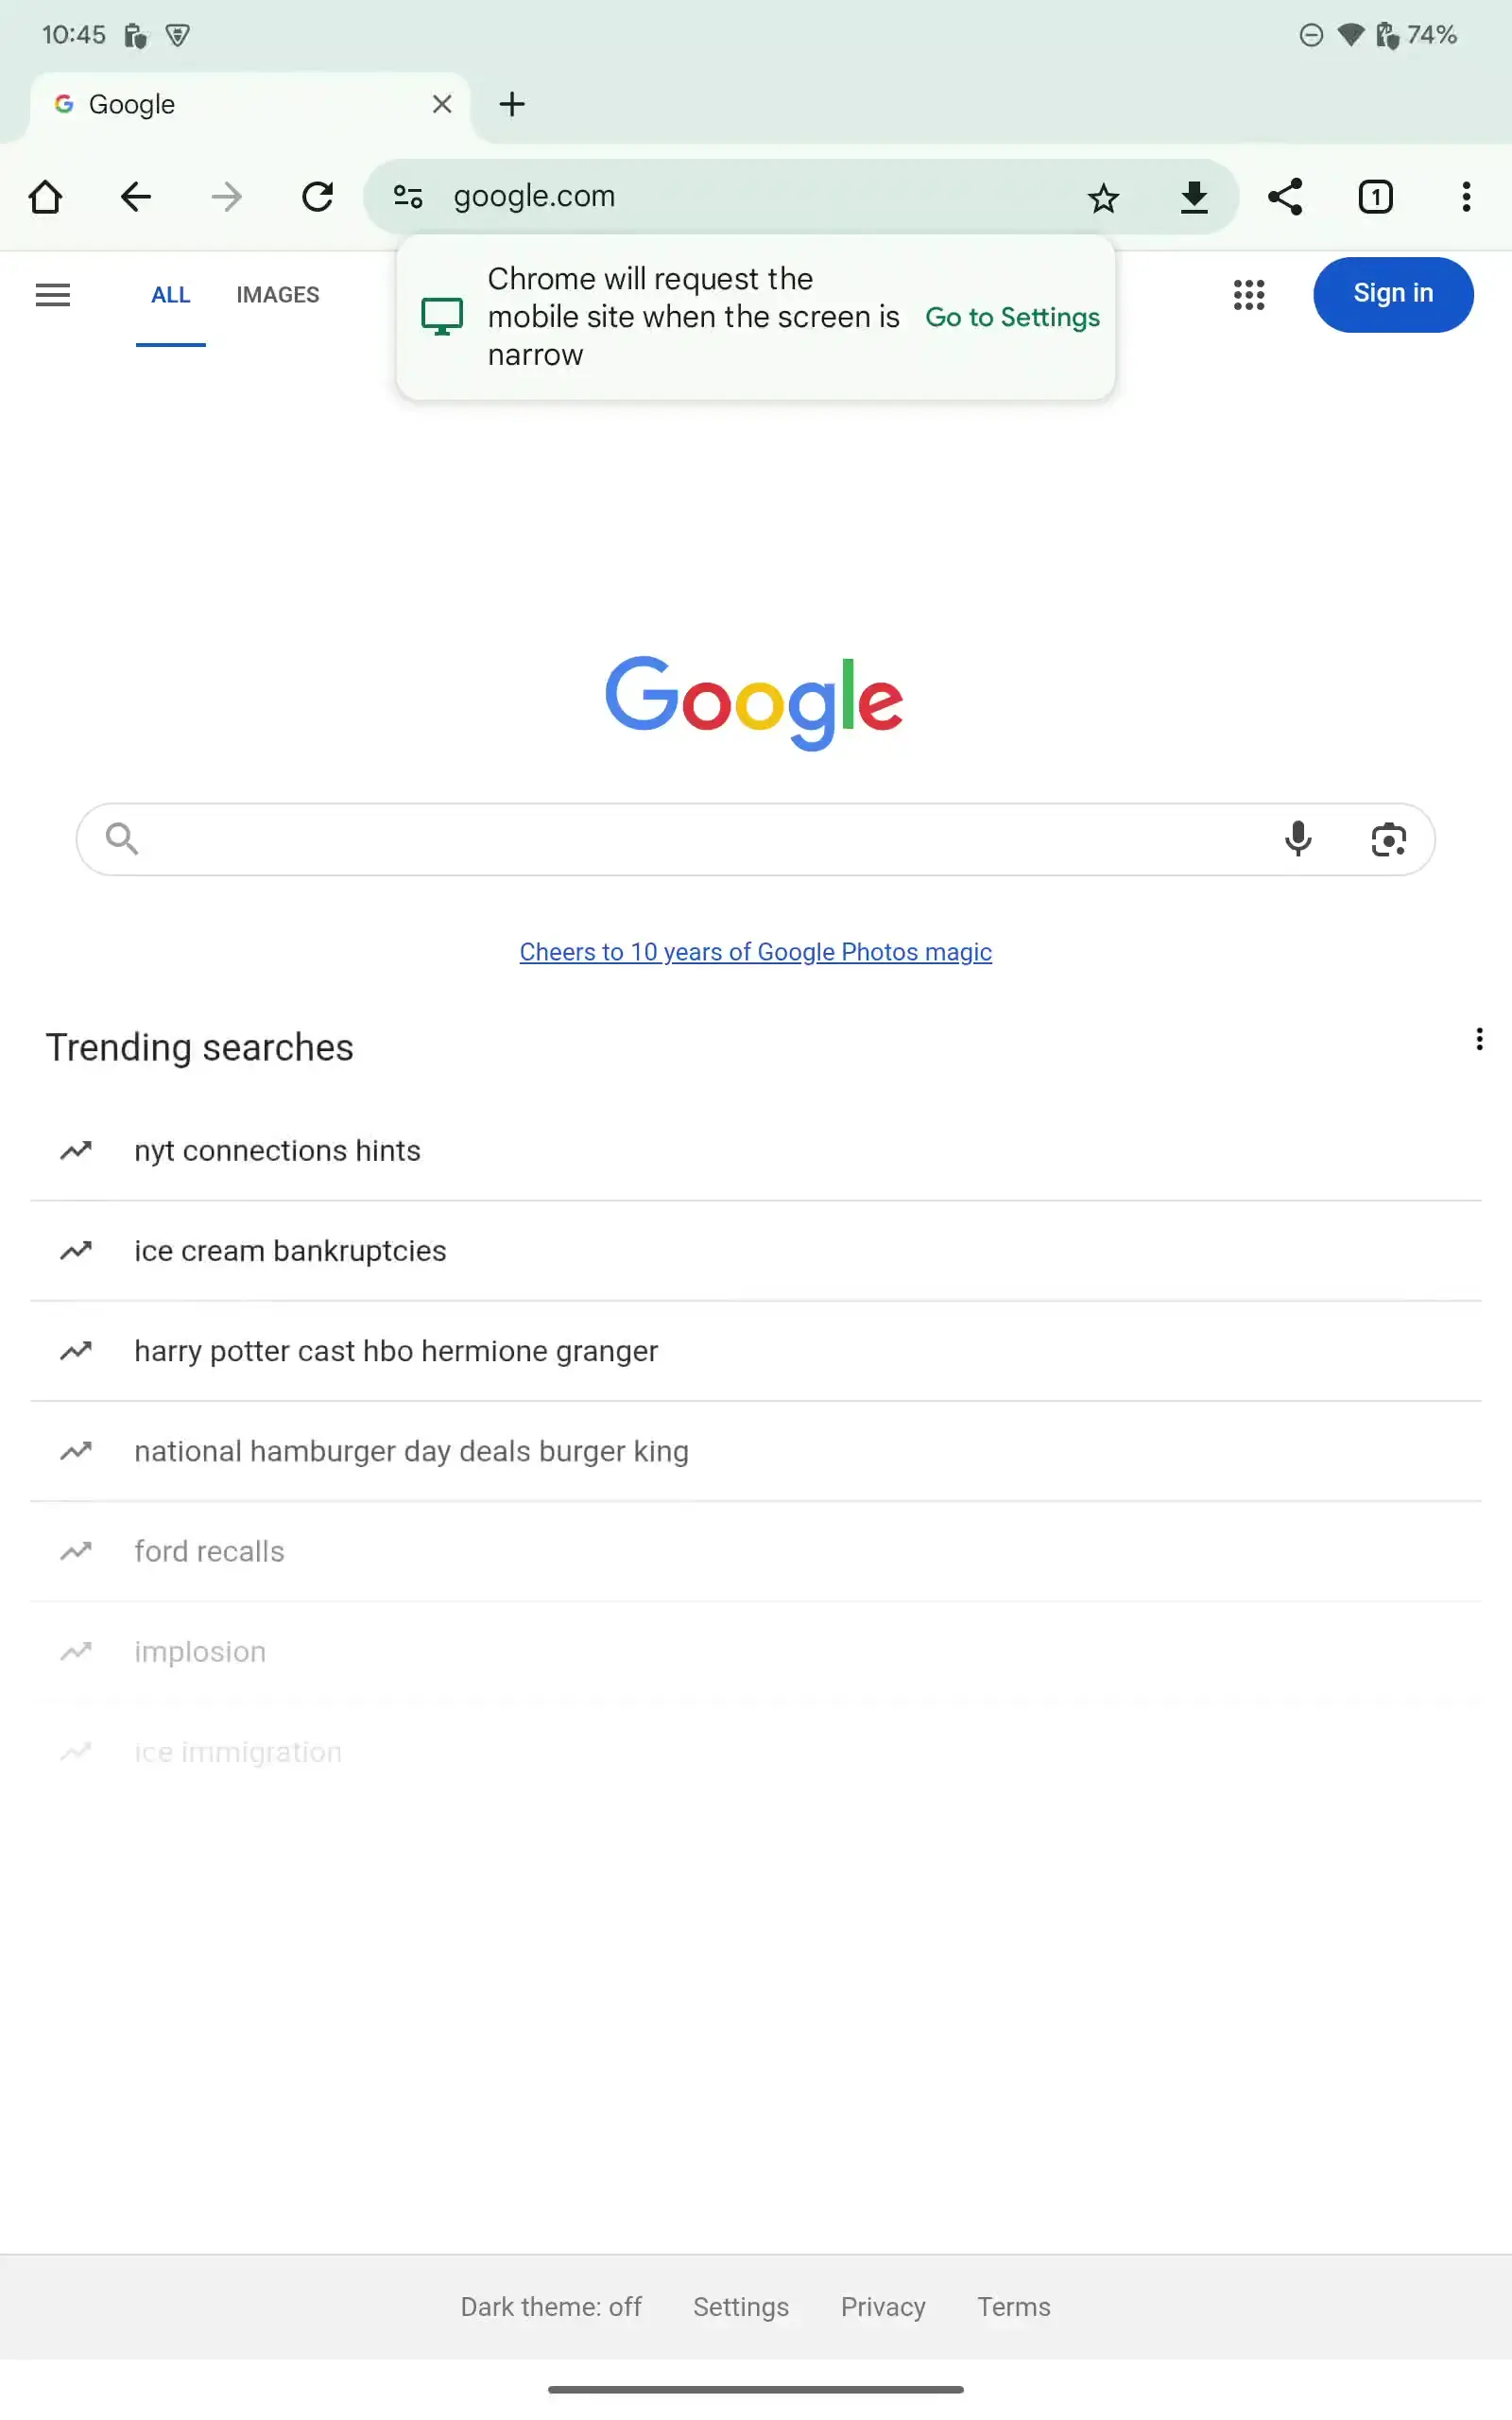 10:45
74%
Google
google.com
1
ALL IMAGES
Chrome will request the
mobile site when the screen is
narrow
Go to Settings
Sign in
Google
Cheers to 10 years of Google Photos magic
Trending searches
nyt connections hints
ice cream bankruptcies
harry potter cast hbo hermione granger
national hamburger day deals burger king
ford recalls
implosion
ice immigration
Dark theme: off Settings Privacy Terms